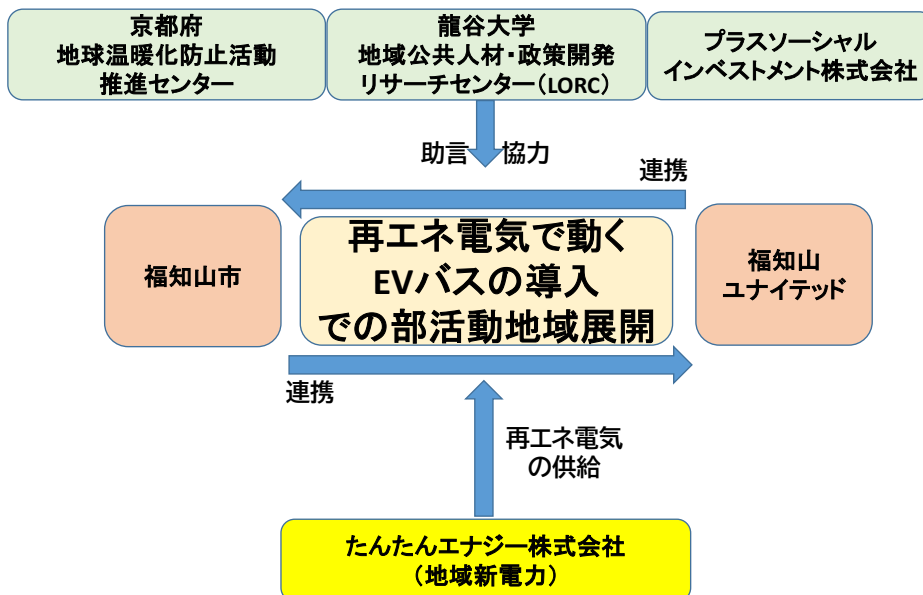 京都府
地球温暖化防止活動
推進センター
龍谷大学
地域公共人材・政策開発
リサーチセンター(LORC)
プラスソーシャル
インベストメント株式会社
助言 協力
連携
福知山市
再エネ電気で動く
EVバスの導入
での部活動地域展開
福知山
ユナイテッド
連携
再エネ電気
の供給
たんたんエナジー株式会社
(地域新電力)